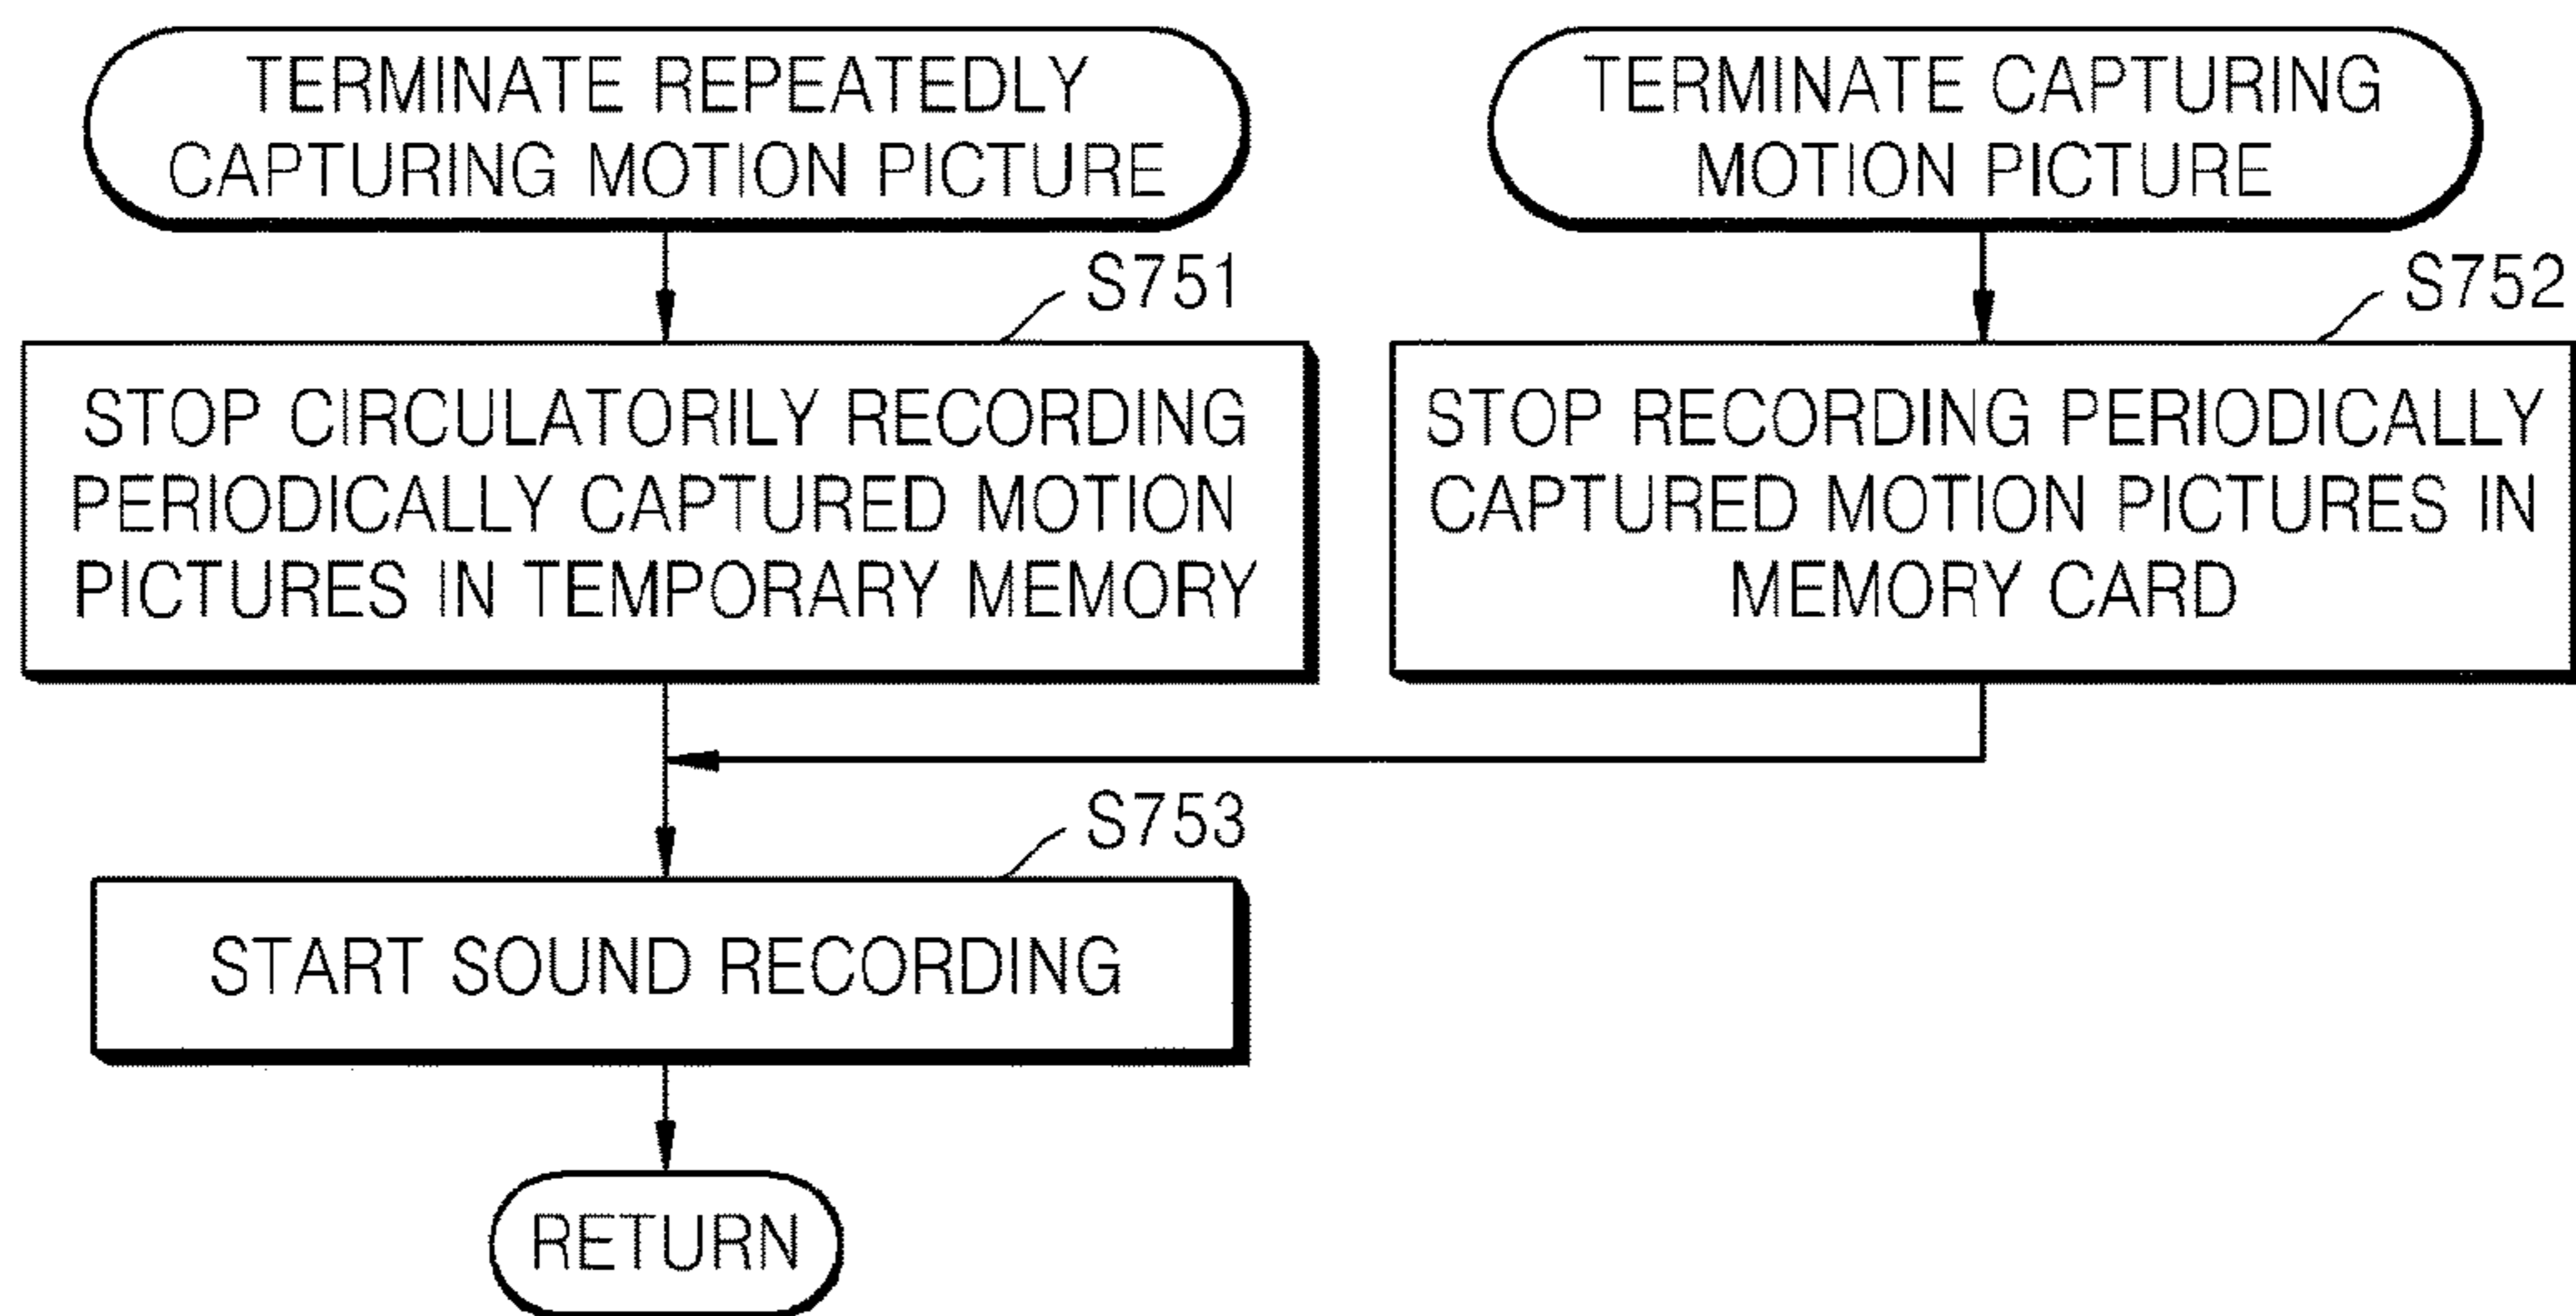 TERMINATE REPEATEDLY
CAPTURING MOTION PICTURE
TERMINATE CAPTURING
MOTION PICTURE
S751
STOP CIRCULATORILY RECORDING
PERIODICALLY CAPTURED MOTION
PICTURES IN TEMPORARY MEMORY
S752
STOP RECORDING PERIODICALLY
CAPTURED MOTION PICTURES IN
MEMORY CARD
S753
START SOUND RECORDING
RETURN